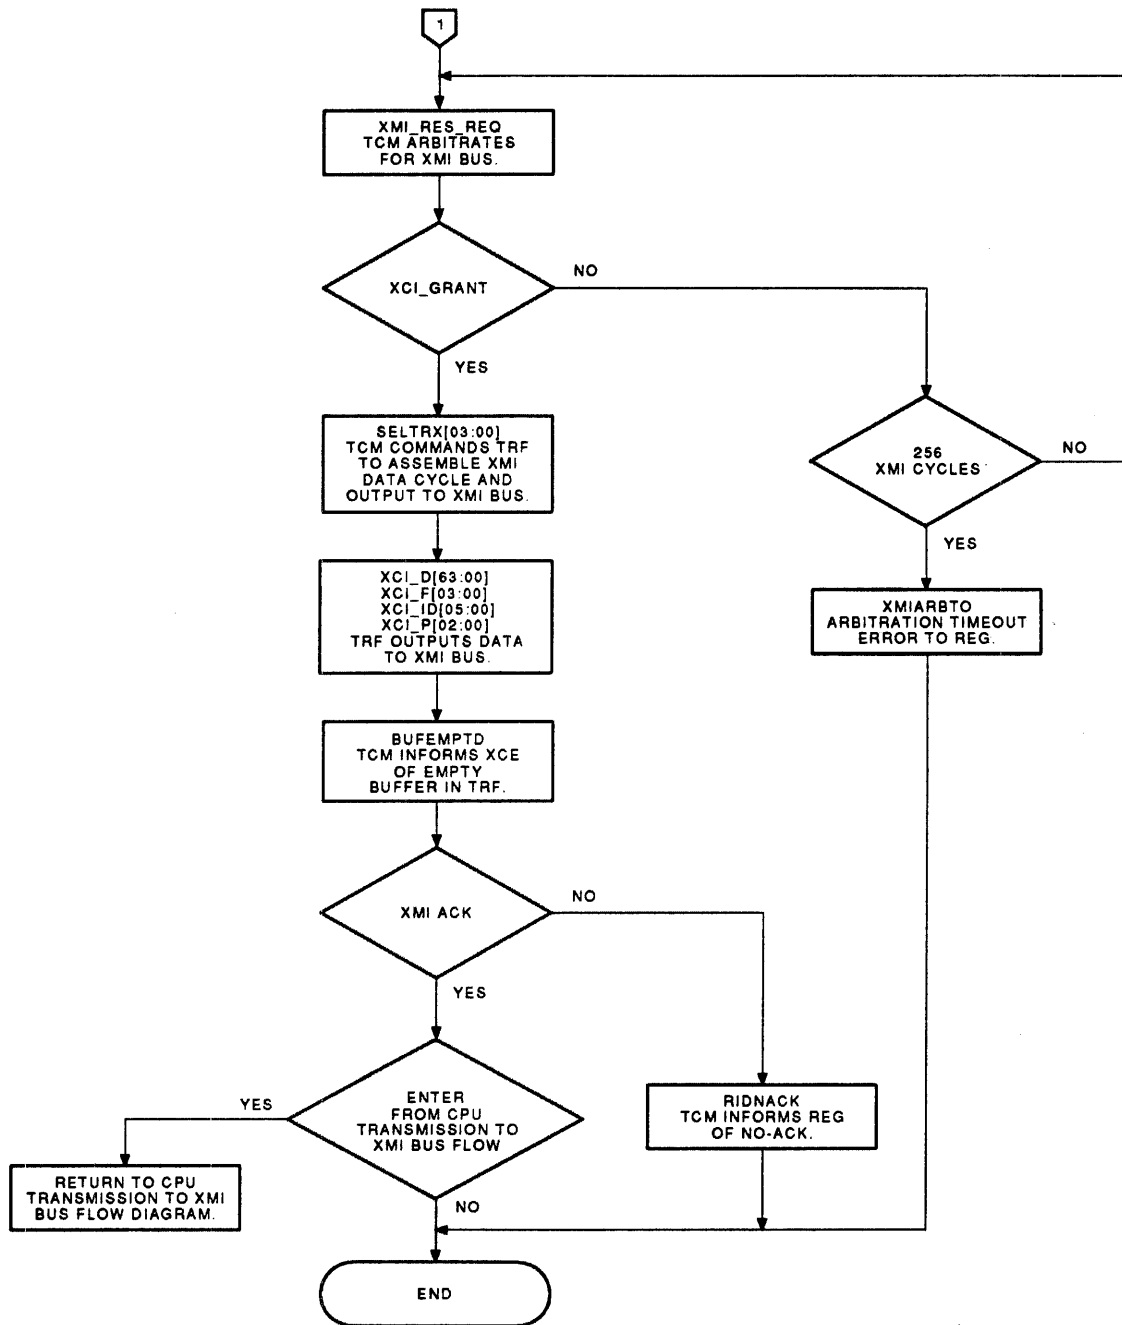 1
XMI_RES_REQ
TCM ARBITRATES
FOR XMI BUS.
XCI_GRANT
NO
YES
SELTRX[03:00]
TCM COMMANDS TRF
TO ASSEMBLE XMI
DATA CYCLE AND
OUTPUT TO XMI BUS.
256
XMI CYCLES
NO
YES
XCI_D[63:00]
XCI_F[03:00]
XCI_ID[05:00]
XCI_P[02:00]
TRF OUTPUTS DATA
TO XMI BUS.
XMIARBTO
ARBITRATION TIMEOUT
ERROR TO REG.
BUFEMPTD
TCM INFORMS XCE
OF EMPTY
BUFFER IN TRF.
XMI ACK
NO
YES
ENTER
FROM CPU
TRANSMISSION TO
XMI BUS FLOW
YES
NO
RIDNACK
TCM INFORMS REG
OF NO-ACK.
RETURN TO CPU
TRANSMISSION TO XMI
BUS FLOW DIAGRAM.
END